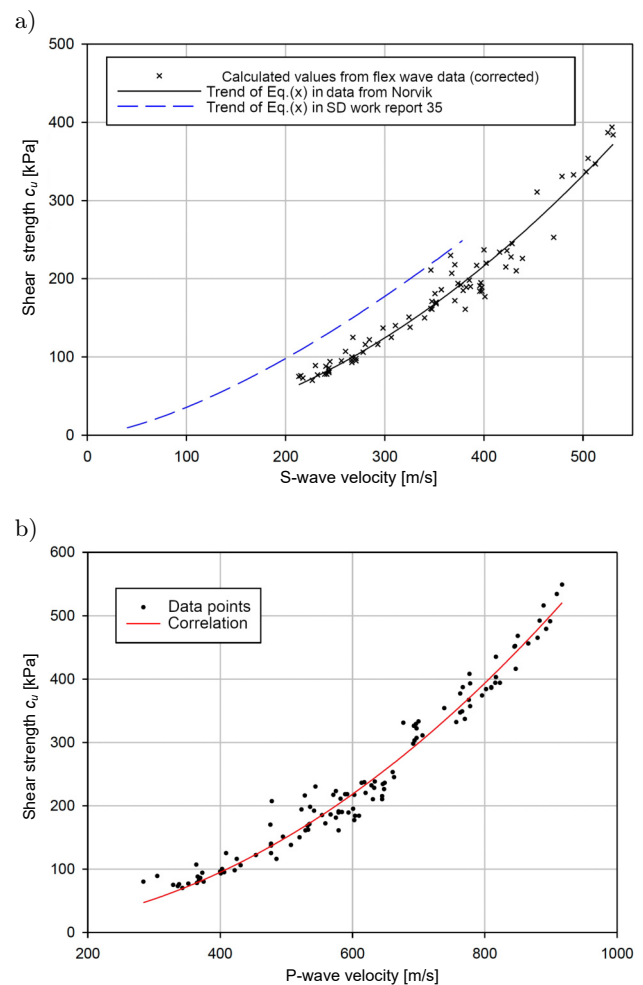 a)
500
400
300
200
100
0
Shear strength cu [kPa]
Calculated values from flex wave data (corrected)
Trend of Eq.(x) in data from Norvik
Trend of Eq.(x) in SD work report 35
0 100 200 300 400 500
S-wave velocity [m/s]
b)
600
500
400
300
200
100
0
Shear strength cu [kPa]
Data points
Correlation
200 400 600 800 1000
P-wave velocity [m/s]